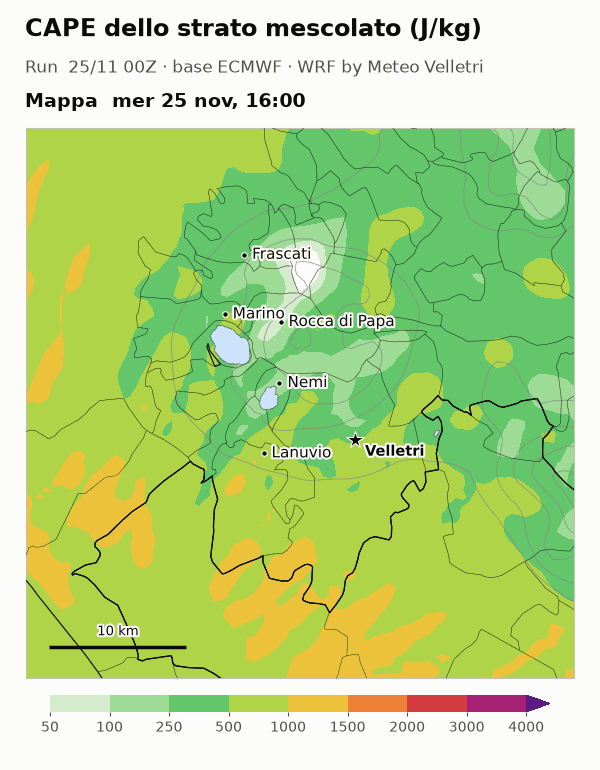 CAPE dello strato mescolato (J/kg)
Run  25/11 00Z · base ECMWF · WRF by Meteo Velletri
Mappa  mer 25 nov, 16:00
Frascati
Marino
Rocca di Papa
Nemi
Velletri
Lanuvio
10 km
50 100 250 500 1000 1500 2000 3000 4000